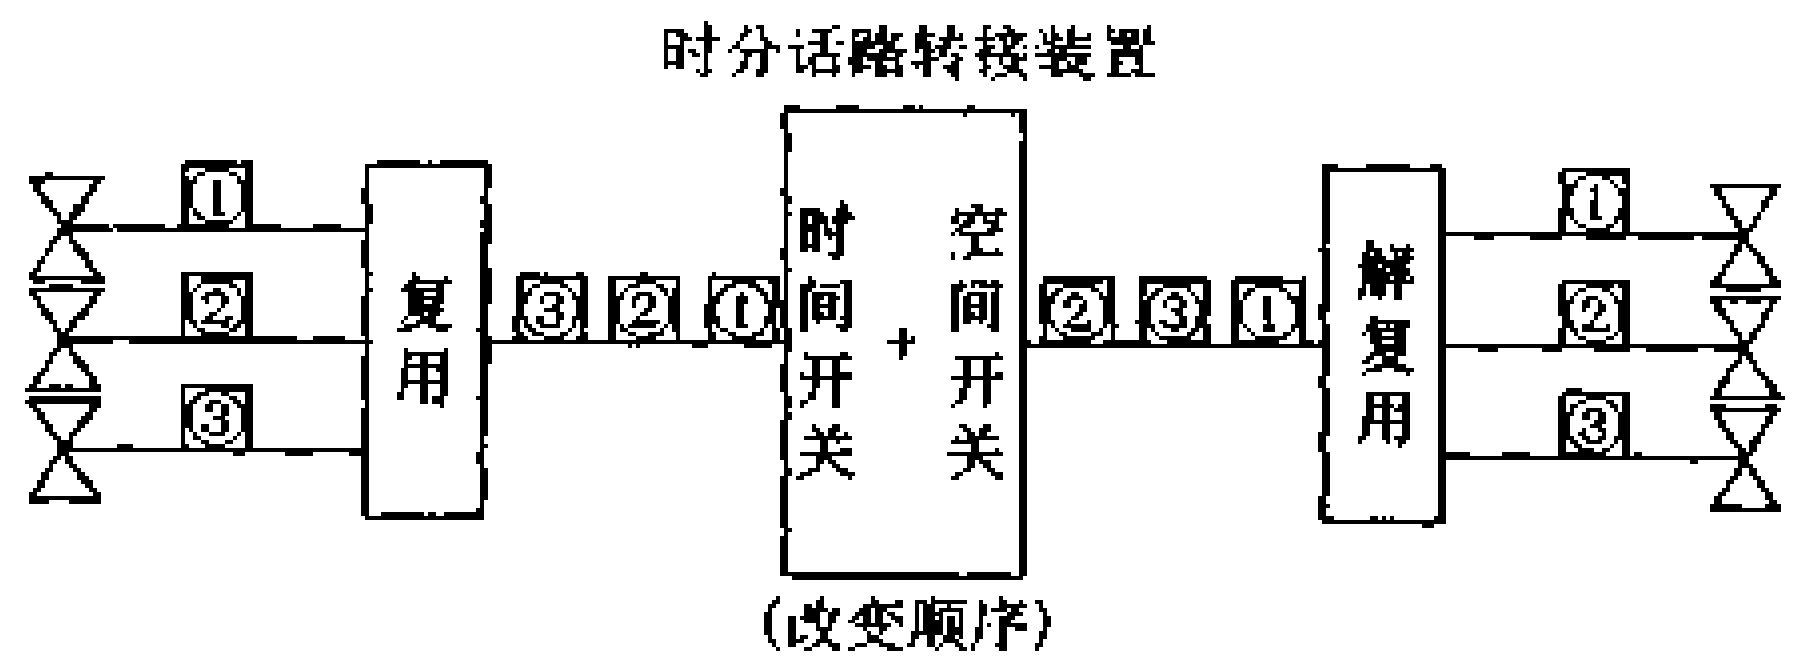 时分话路转接装置
①
②
③
复用
③ ② ①
时间开关
+
空间开关
② ③ ①
解复用
①
②
③
(改变顺序)